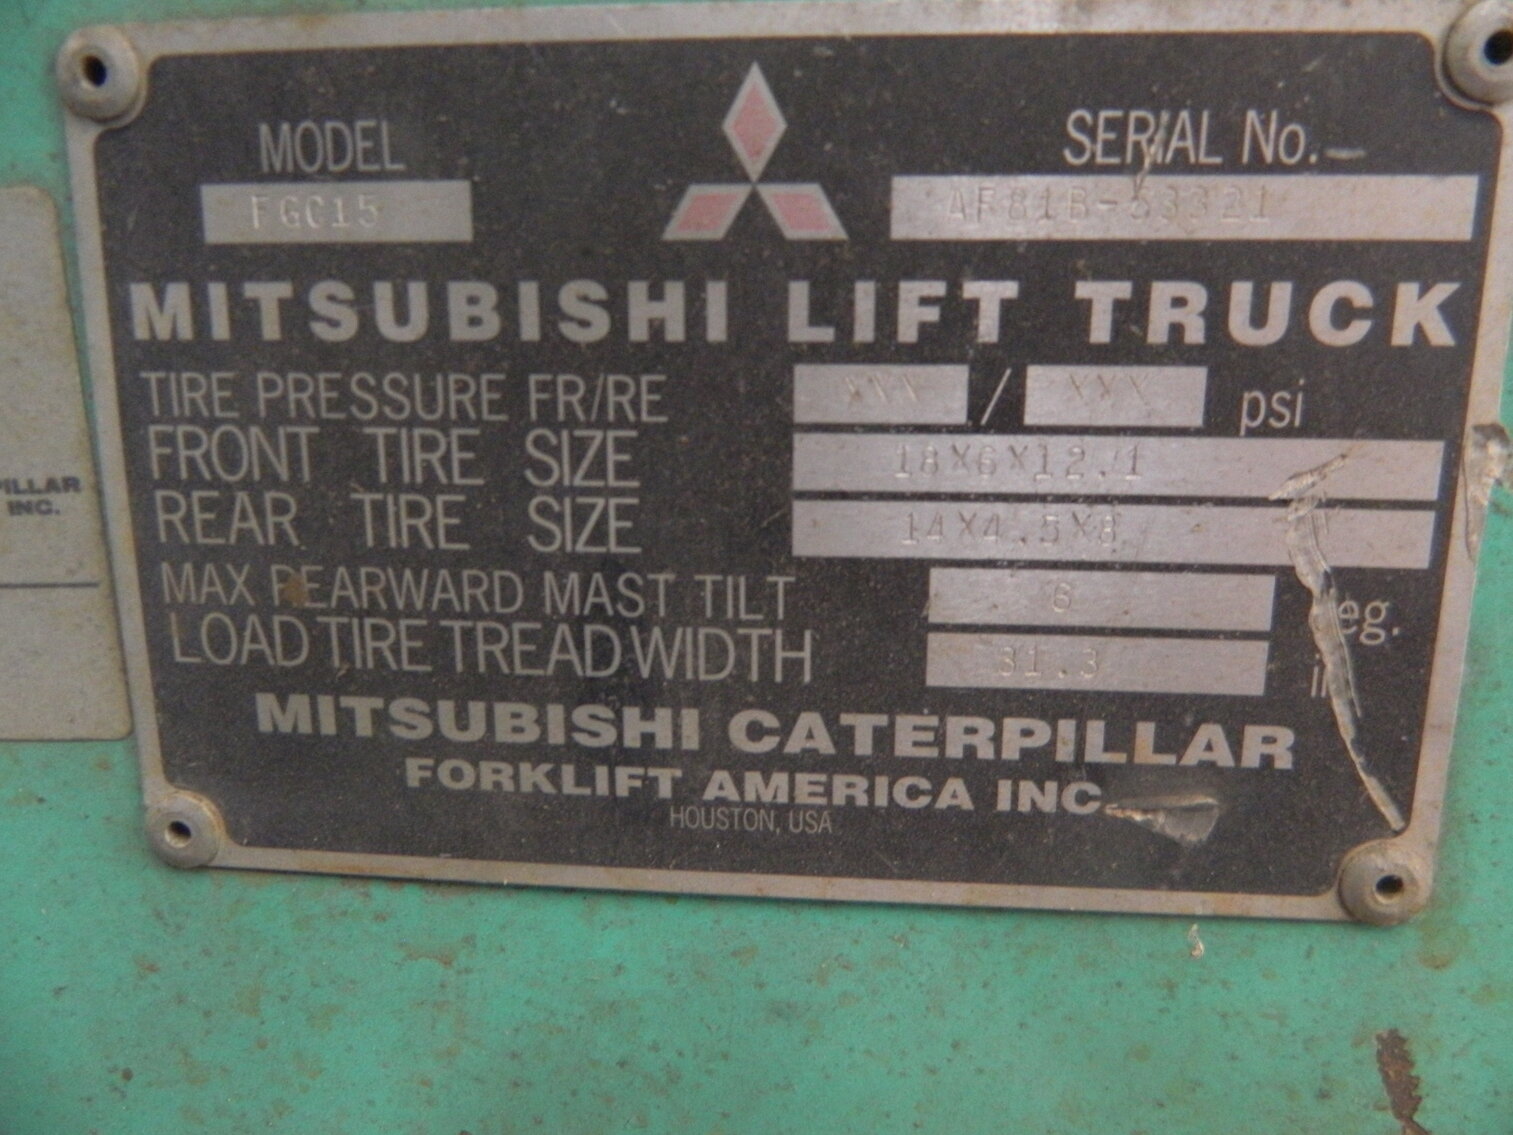 MODEL
SERIAL No.
FGC15
AF81B-53321
MITSUBISHI LIFT TRUCK
TIRE PRESSURE FR/RE XXX / XXX psi
FRONT TIRE SIZE 18X6X12.1
REAR TIRE SIZE 14X4.5X8
MAX REARWARD MAST TILT 6 eg.
LOAD TIRE TREAD WIDTH 31.3 i
MITSUBISHI CATERPILLAR
FORKLIFT AMERICA INC.
HOUSTON, USA
PILLAR
INC.